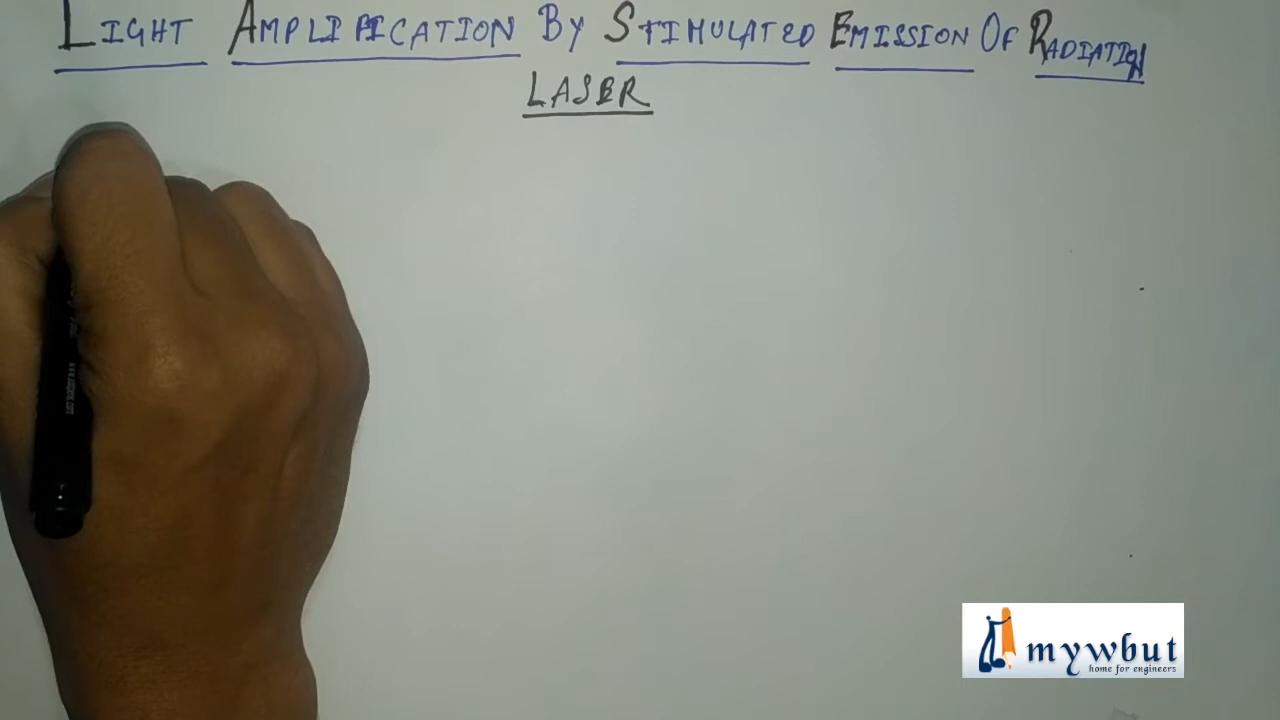 LIGHT AMPLIFICATION BY STIMULATED EMISSION OF RADIATION
LASER
mywbut
home for engineers